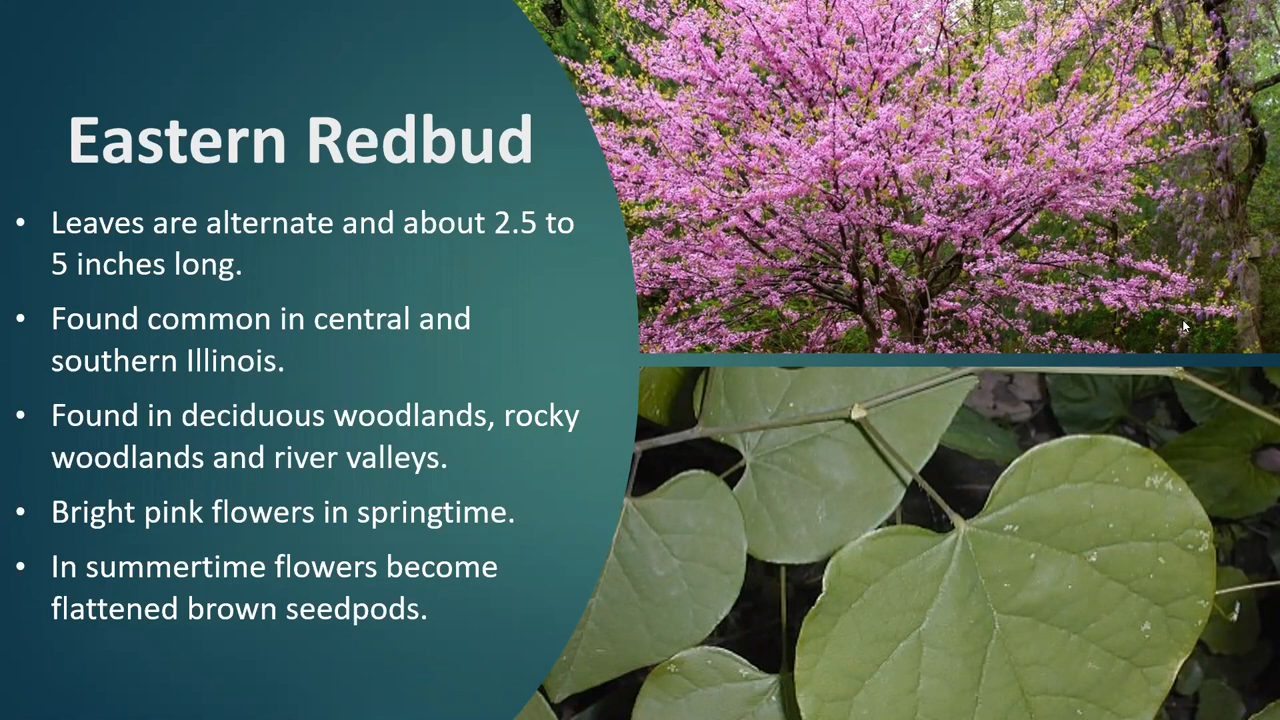 Eastern Redbud
• Leaves are alternate and about 2.5 to
5 inches long.
• Found common in central and
southern Illinois.
• Found in deciduous woodlands, rocky
woodlands and river valleys.
• Bright pink flowers in springtime.
• In summertime flowers become
flattened brown seedpods.